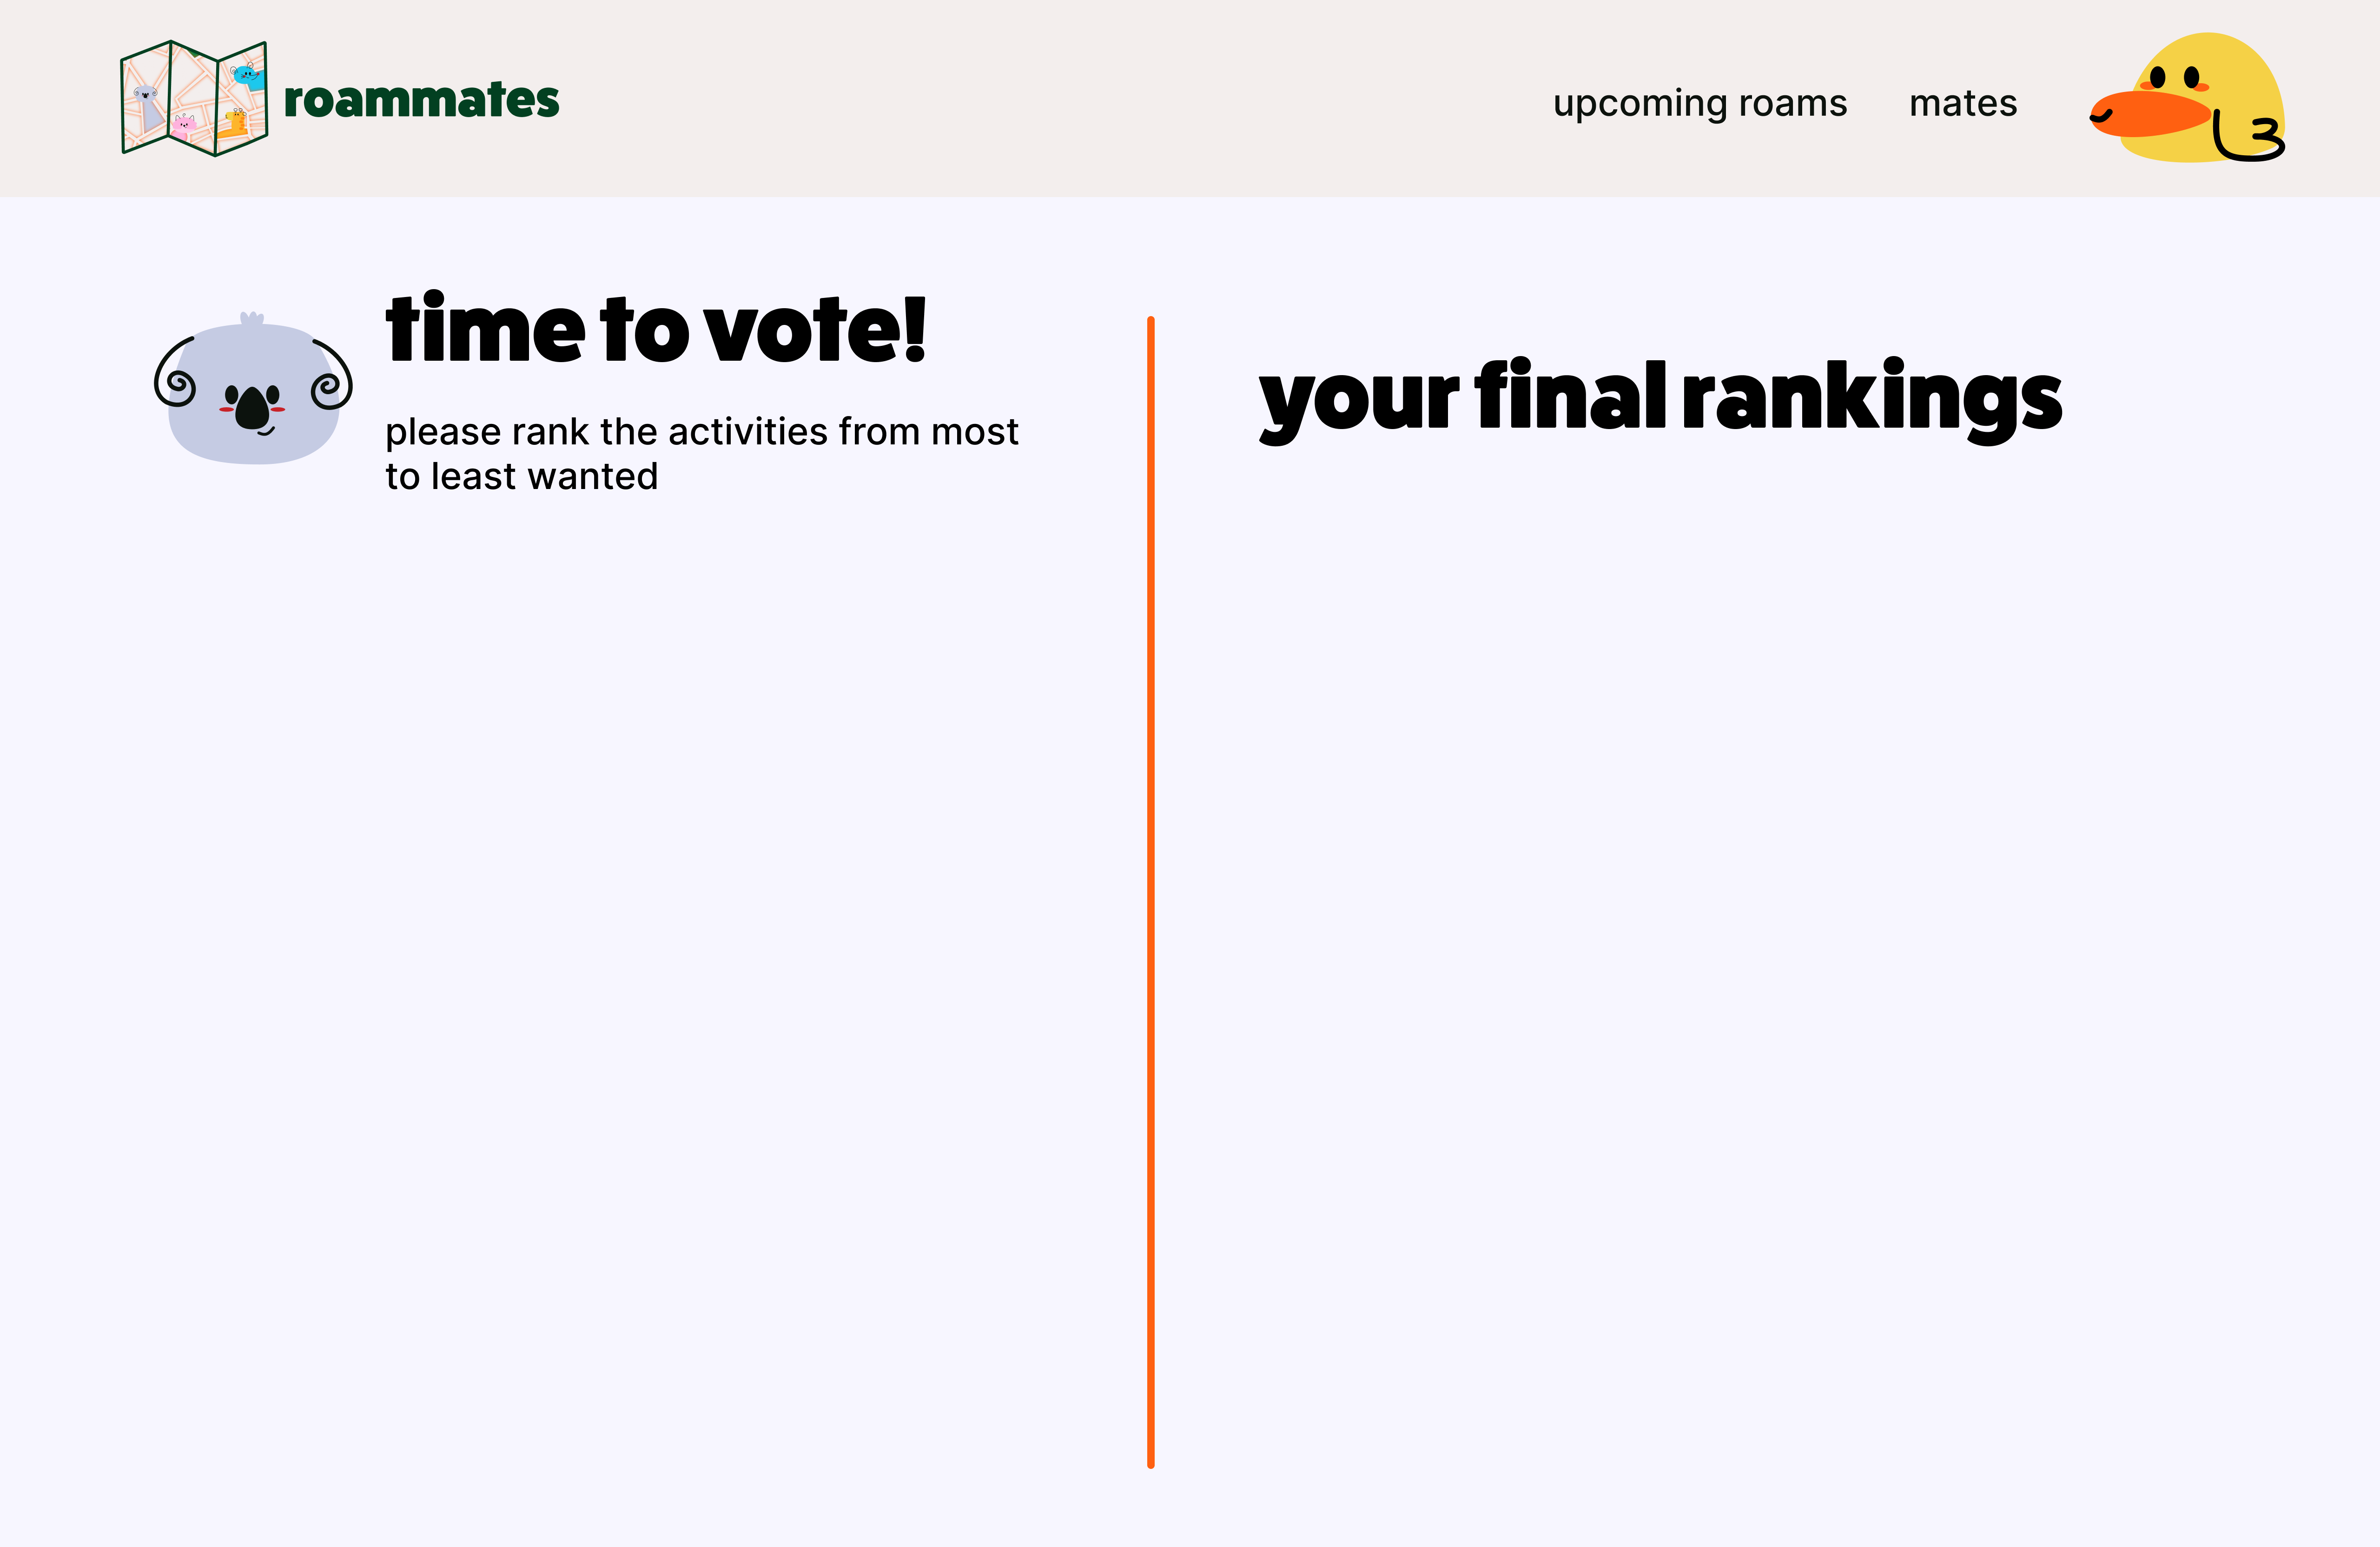 roammates
upcoming roams
mates
time to vote!
please rank the activities from most
to least wanted
your final rankings